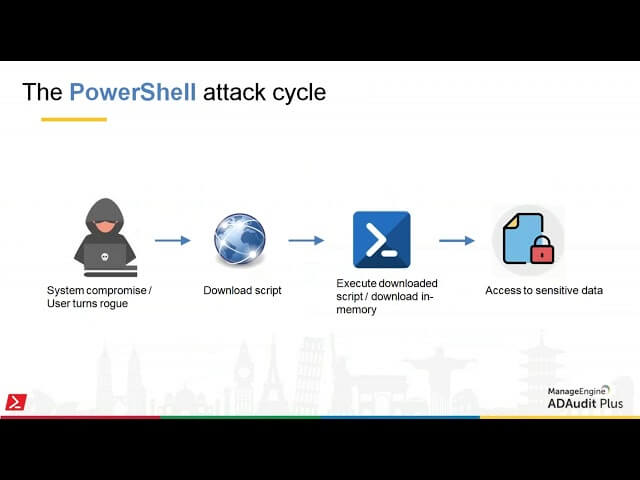 The PowerShell attack cycle
System compromise /
User turns rogue
Download script
Execute downloaded
script / download in-
memory
Access to sensitive data
ManageEngine
ADAudit Plus